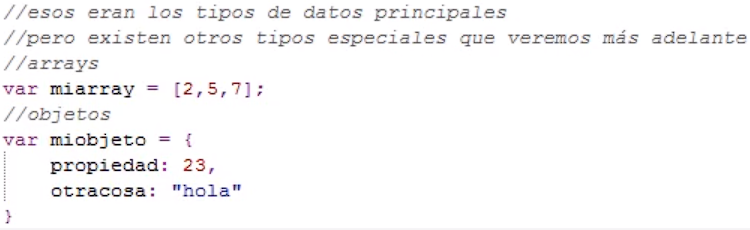 //esos eran los tipos de datos principales
//pero existen otros tipos especiales que veremos más adelante
//arrays
var miarray = [2,5,7];
//objetos
var miobjeto = {
    propiedad: 23,
    otracosa: "hola"
}